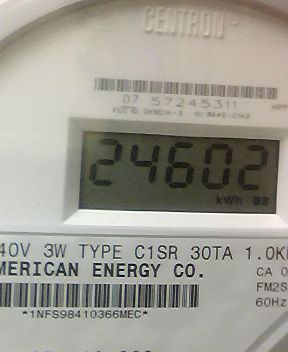 CENTRON
07 57245311
24602
kWh
40V 3W TYPE C1SR 30TA 1.0K
MERICAN ENERGY CO.
CA 0
FM2S
60Hz
*1NFS98410366MEC*